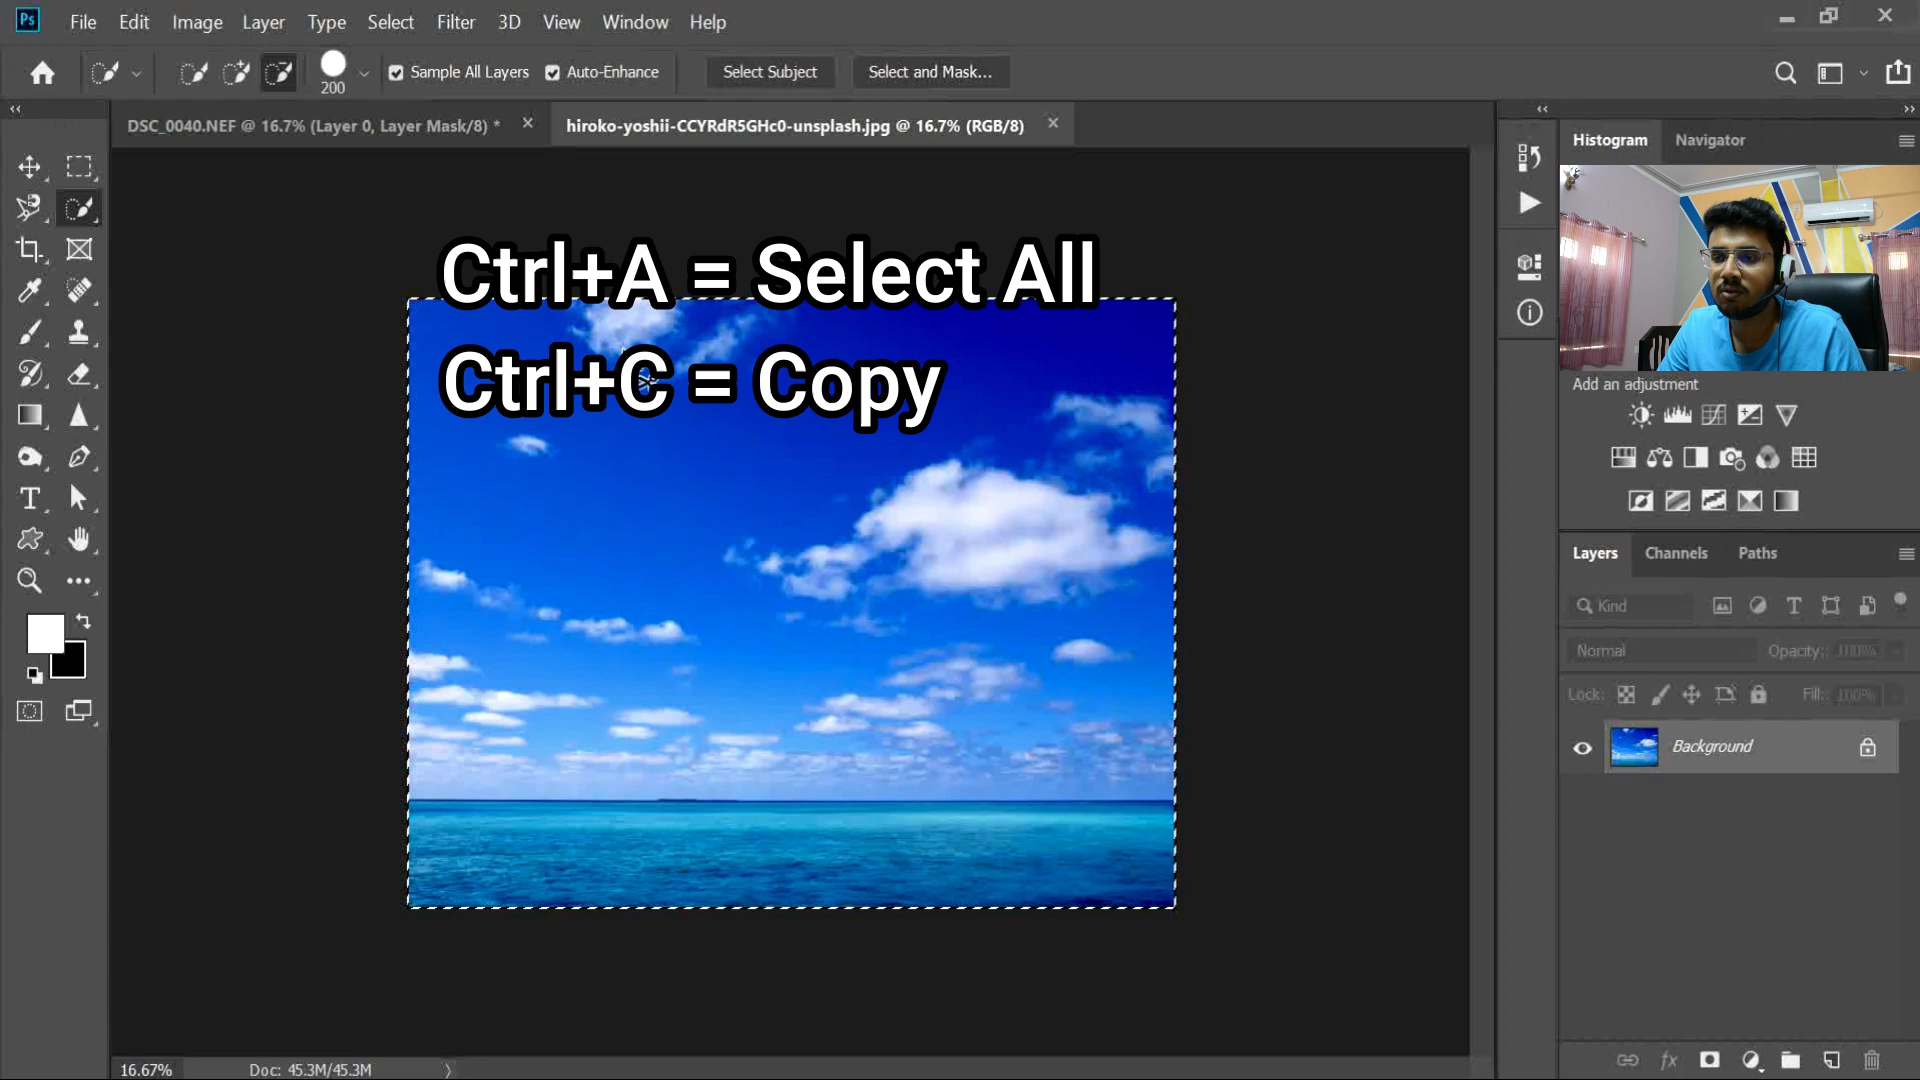 Ps File Edit Image Layer Type Select Filter 3D View Window Help
200 Sample All Layers Auto-Enhance Select Subject Select and Mask...
DSC_0040.NEF @ 16.7% (Layer 0, Layer Mask/8) * hiroko-yoshii-CCYRdR5GHc0-unsplash.jpg @ 16.7% (RGB/8)
Histogram Navigator
Ctrl+A = Select All
Ctrl+C = Copy
Add an adjustment
Layers Channels Paths
Kind
Normal Opacity: 100%
Lock: Fill: 100%
Background
16.67% Doc: 45.3M/45.3M